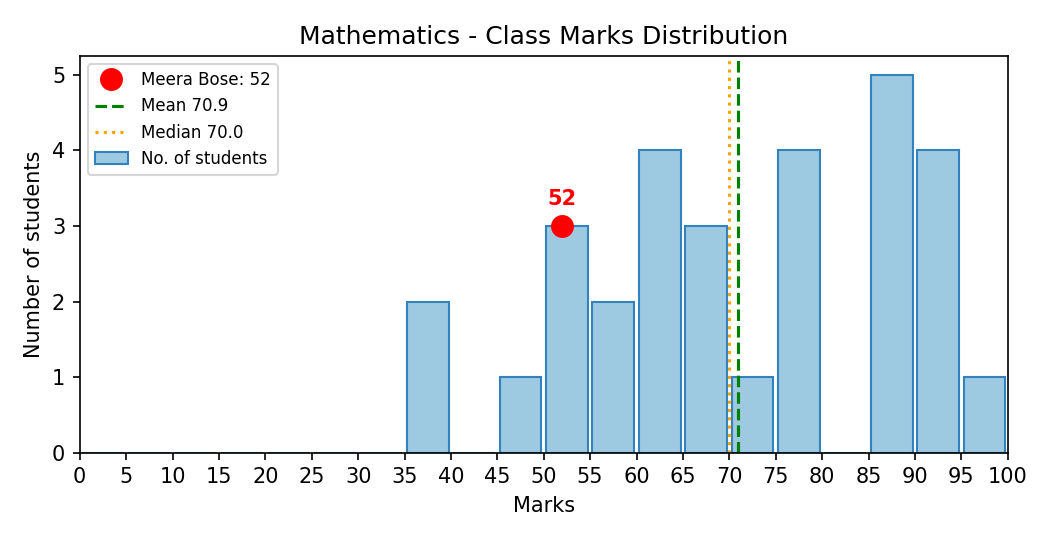 Mathematics - Class Marks Distribution
Meera Bose: 52
Mean 70.9
Median 70.0
No. of students
52
Number of students
5
4
3
2
1
0
0 5 10 15 20 25 30 35 40 45 50 55 60 65 70 75 80 85 90 95 100
Marks